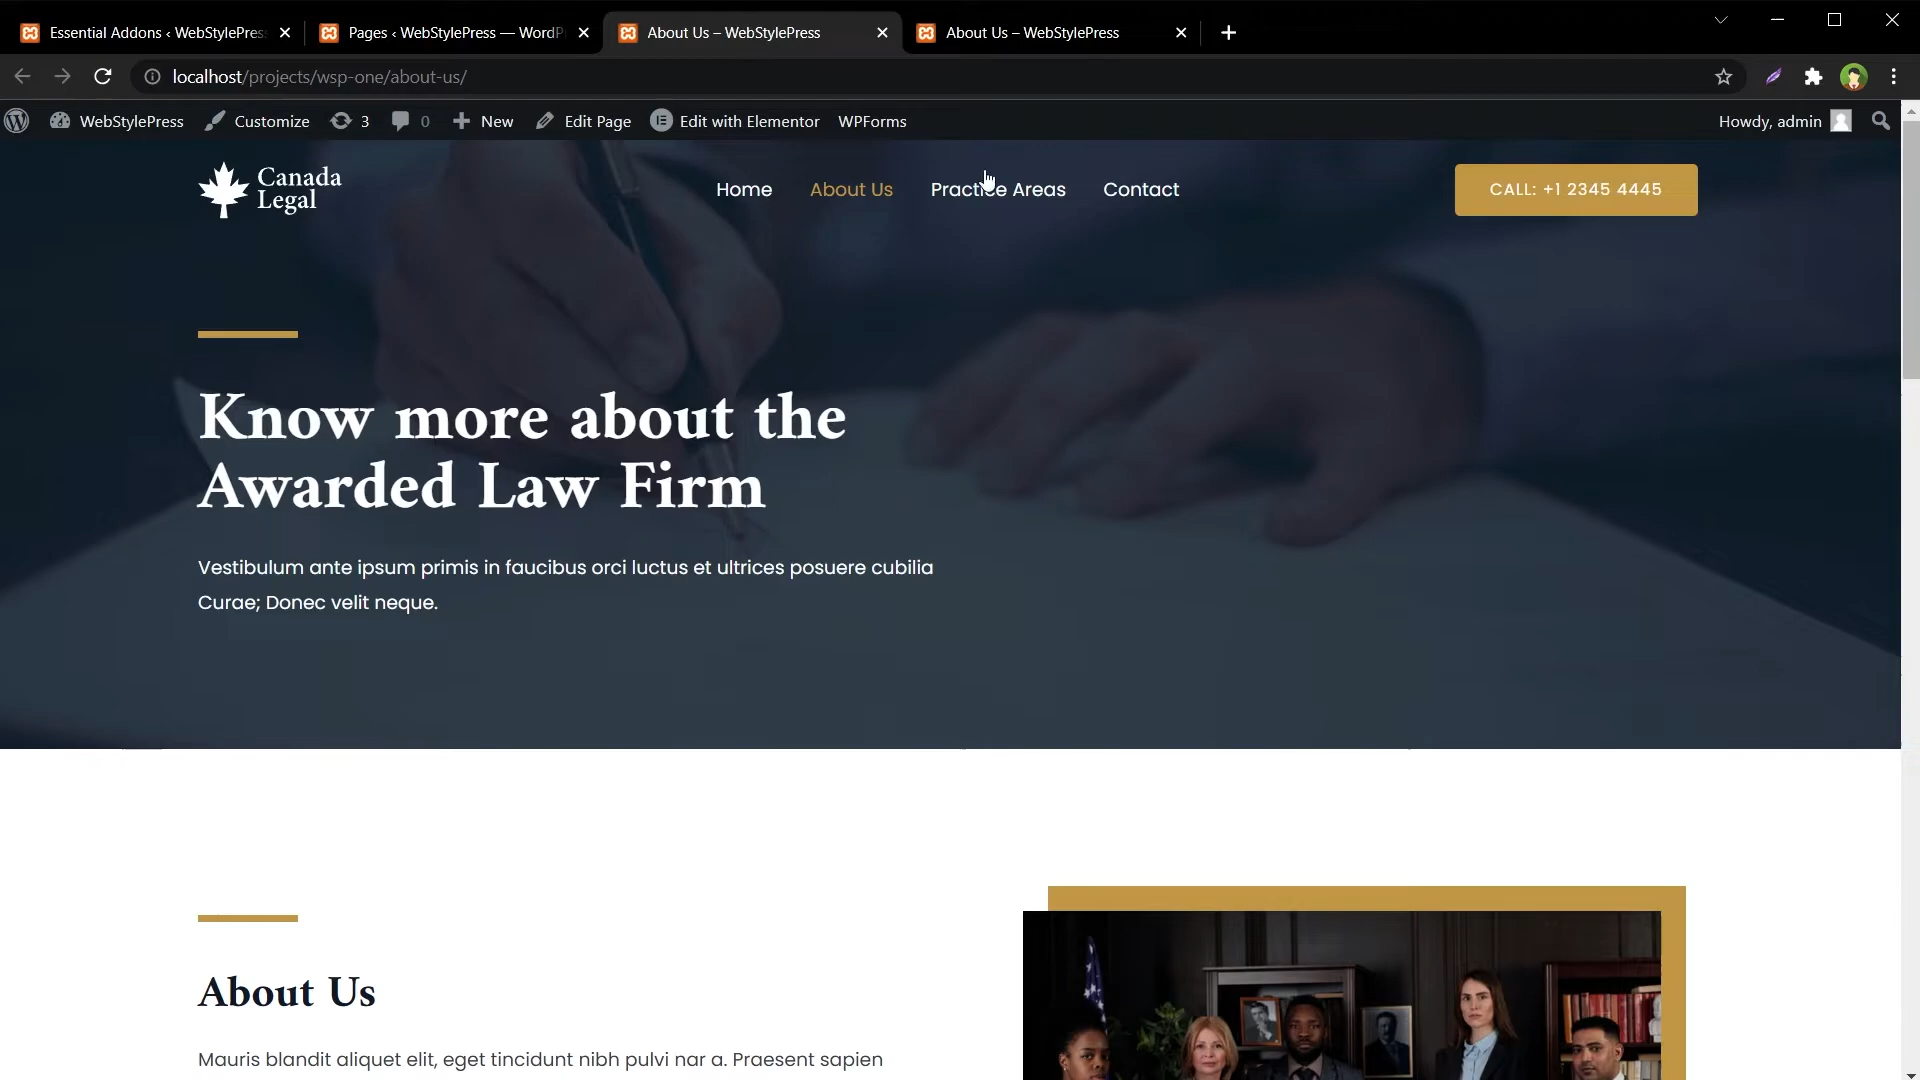 Essential Addons ‹ WebStylePres
Pages ‹ WebStylePress — WordP
About Us – WebStylePress
About Us – WebStylePress
localhost/projects/wsp-one/about-us/
WebStylePress
Customize
3
0
New
Edit Page
Edit with Elementor
WPForms
Howdy, admin
Canada
Legal
Home
About Us
Practice Areas
Contact
CALL: +1 2345 4445
Know more about the
Awarded Law Firm
Vestibulum ante ipsum primis in faucibus orci luctus et ultrices posuere cubilia
Curae; Donec velit neque.
About Us
Mauris blandit aliquet elit, eget tincidunt nibh pulvi nar a. Praesent sapien